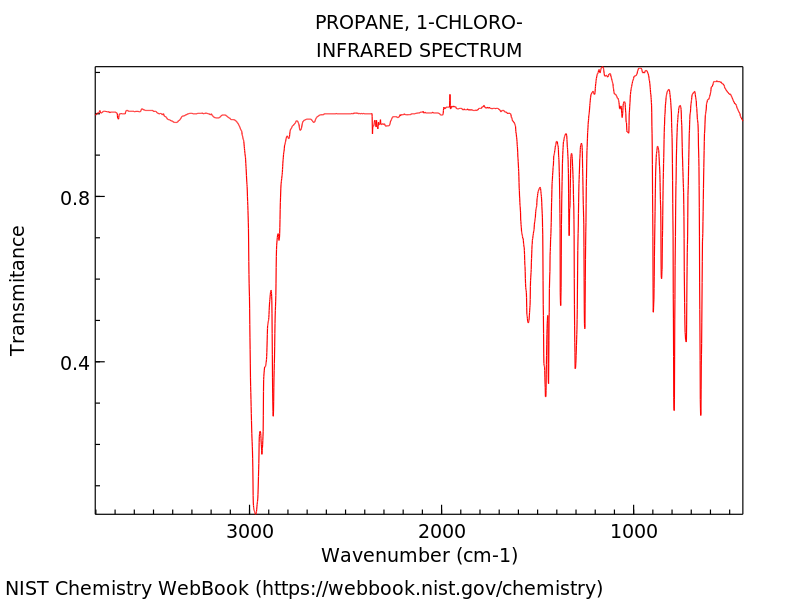 PROPANE, 1-CHLORO-
INFRARED SPECTRUM
0.8
0.4
Transmitance
3000 2000 1000
Wavenumber (cm-1)
NIST Chemistry WebBook (https://webbook.nist.gov/chemistry)